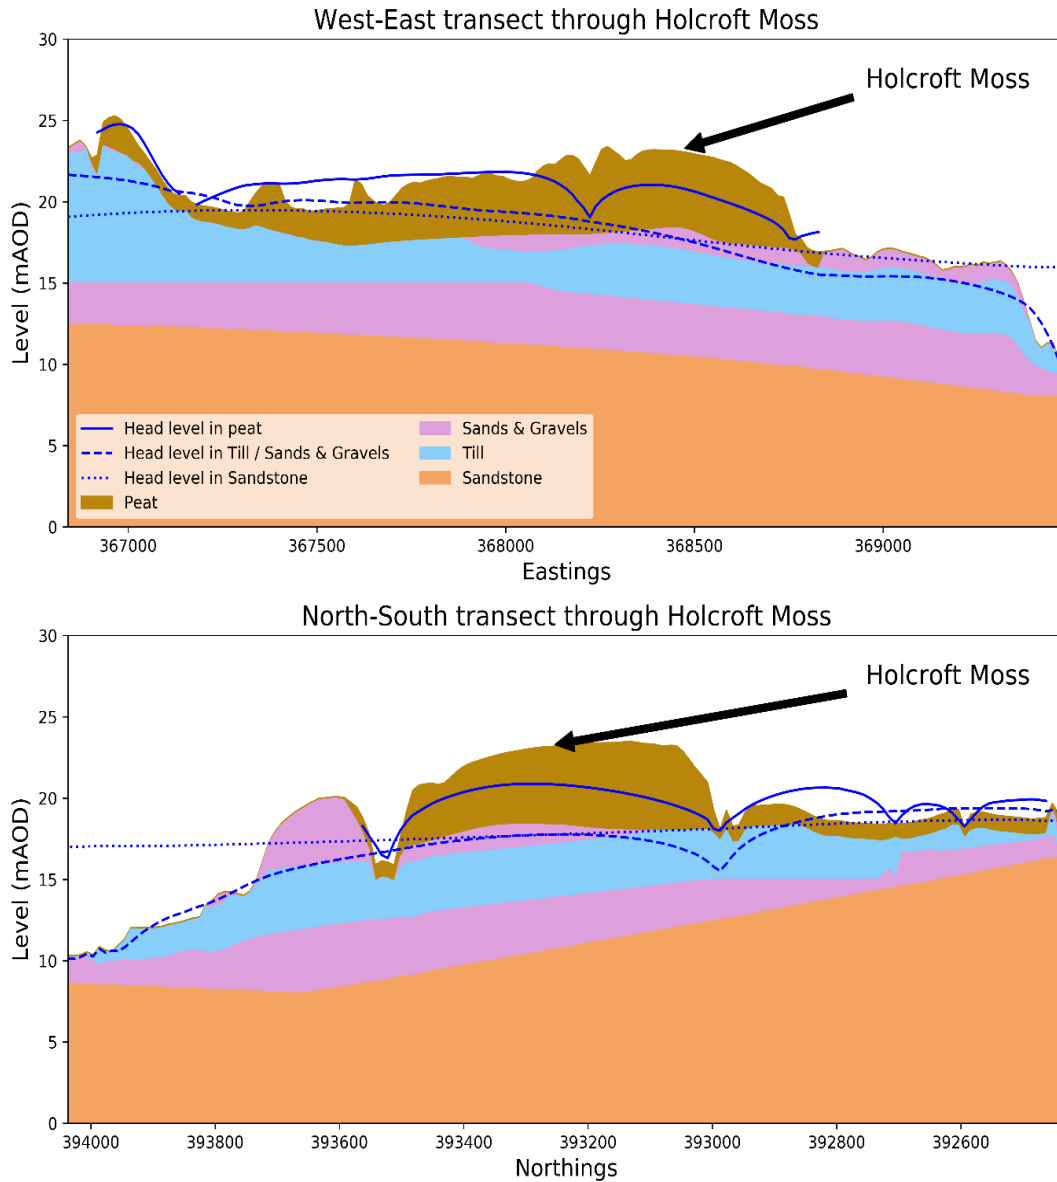 West-East transect through Holcroft Moss
30
25
20
15
10
5
0
Level (mAOD)
Holcroft Moss
Head level in peat
Head level in Till / Sands & Gravels
Head level in Sandstone
Peat
Sands & Gravels
Till
Sandstone
367000 367500 368000 368500 369000
Eastings
North-South transect through Holcroft Moss
30
25
20
15
10
5
0
Level (mAOD)
Holcroft Moss
394000 393800 393600 393400 393200 393000 392800 392600
Northings